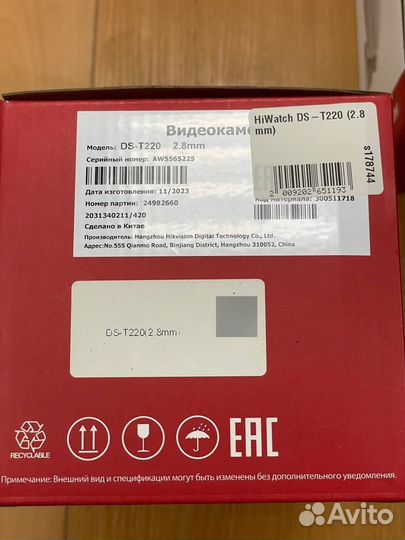 HiWatch DS – T220 (2.8
mm)
2 009202 651193
s178744
Видеокаме
Модель: DS-T220 2.8mm
Серийный номер: AW5565225
Дата изготовления: 11/2023
Номер партии: 24982660
Код материала: 300511718
2031340211/420
Сделано в Китае
Производитель: Hangzhou Hikvision Digital Technology Co., Ltd.
Адрес:No.555 Qianmo Road, Binjiang District, Hangzhou 310052, China
DS-T220(2.8mm)
RECYCLABLE
EAC
Примечание: Внешний вид и спецификации могут быть изменены без дополнительного уведомления.
Avito